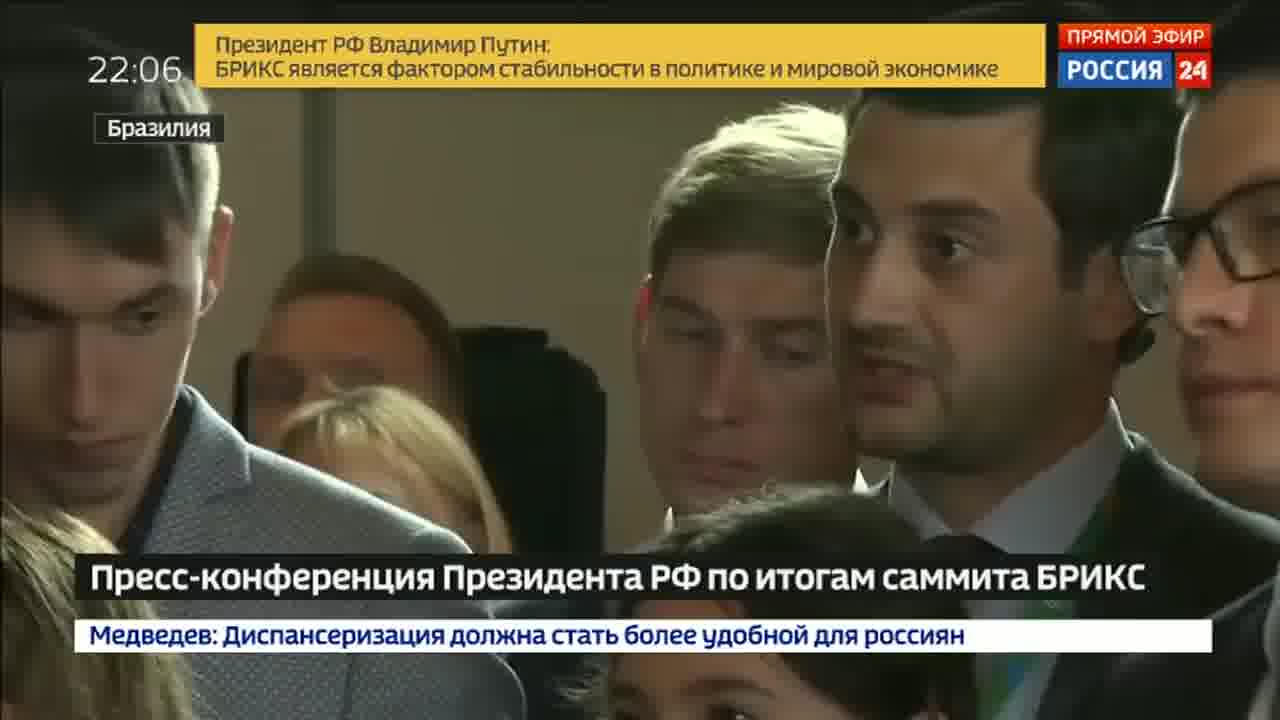 22:06
Президент РФ Владимир Путин:
БРИКС является фактором стабильности в политике и мировой экономике
ПРЯМОЙ ЭФИР
РОССИЯ 24
Бразилия
Пресс-конференция Президента РФ по итогам саммита БРИКС
Медведев: Диспансеризация должна стать более удобной для россиян